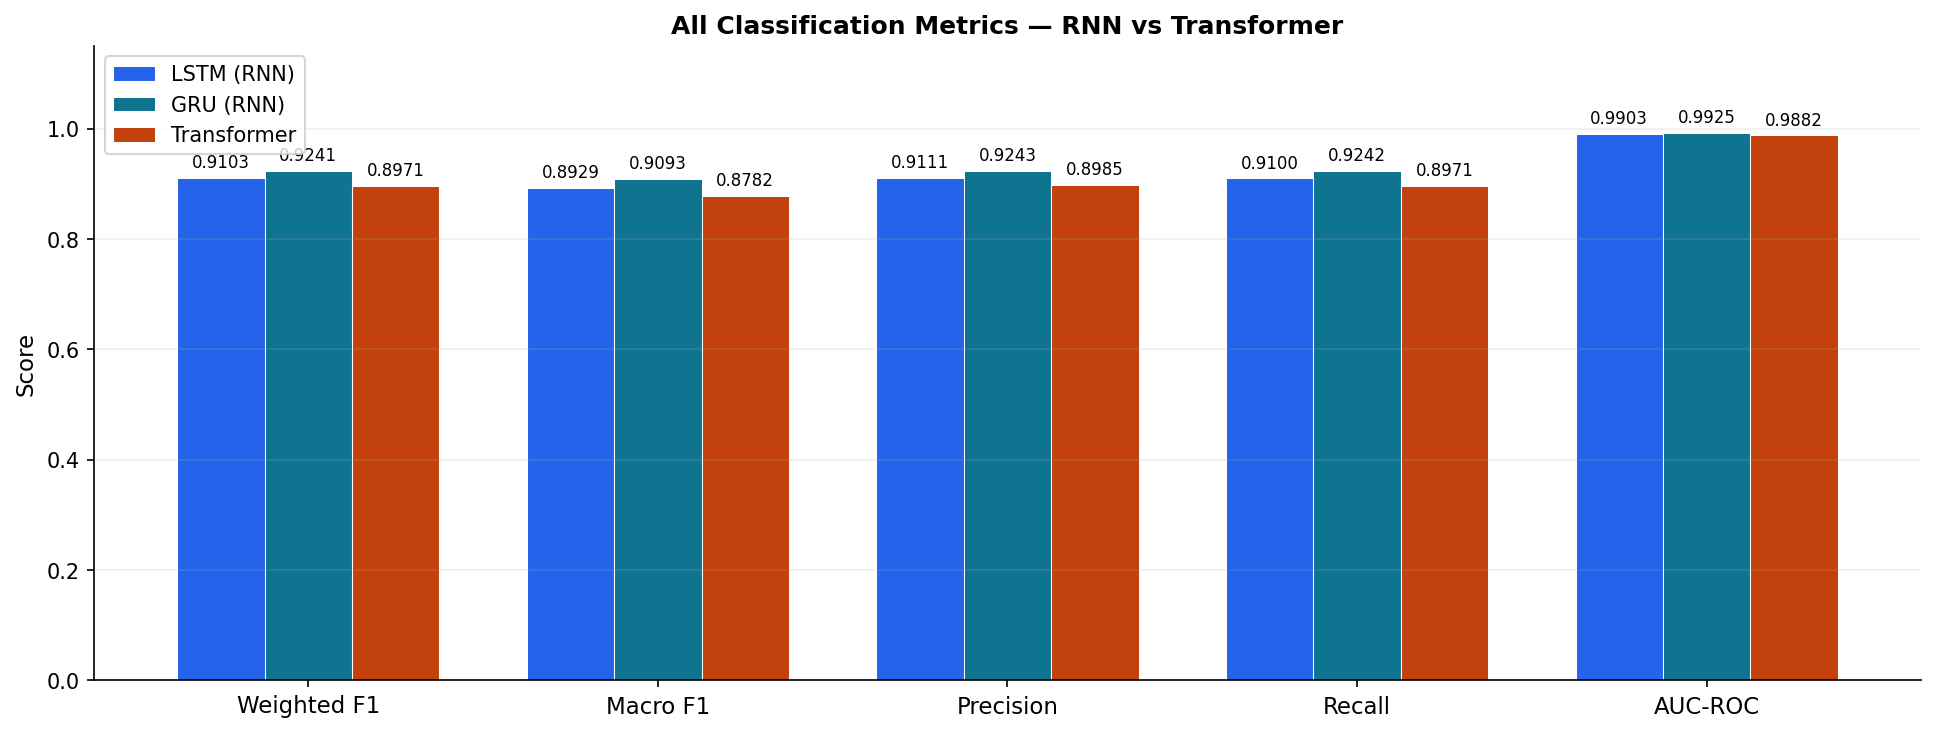 All Classification Metrics — RNN vs Transformer
LSTM (RNN)
GRU (RNN)
Transformer
Score
1.0
0.8
0.6
0.4
0.2
0.0
0.9103 0.9241 0.8971
0.8929 0.9093 0.8782
0.9111 0.9243 0.8985
0.9100 0.9242 0.8971
0.9903 0.9925 0.9882
Weighted F1 Macro F1 Precision Recall AUC-ROC